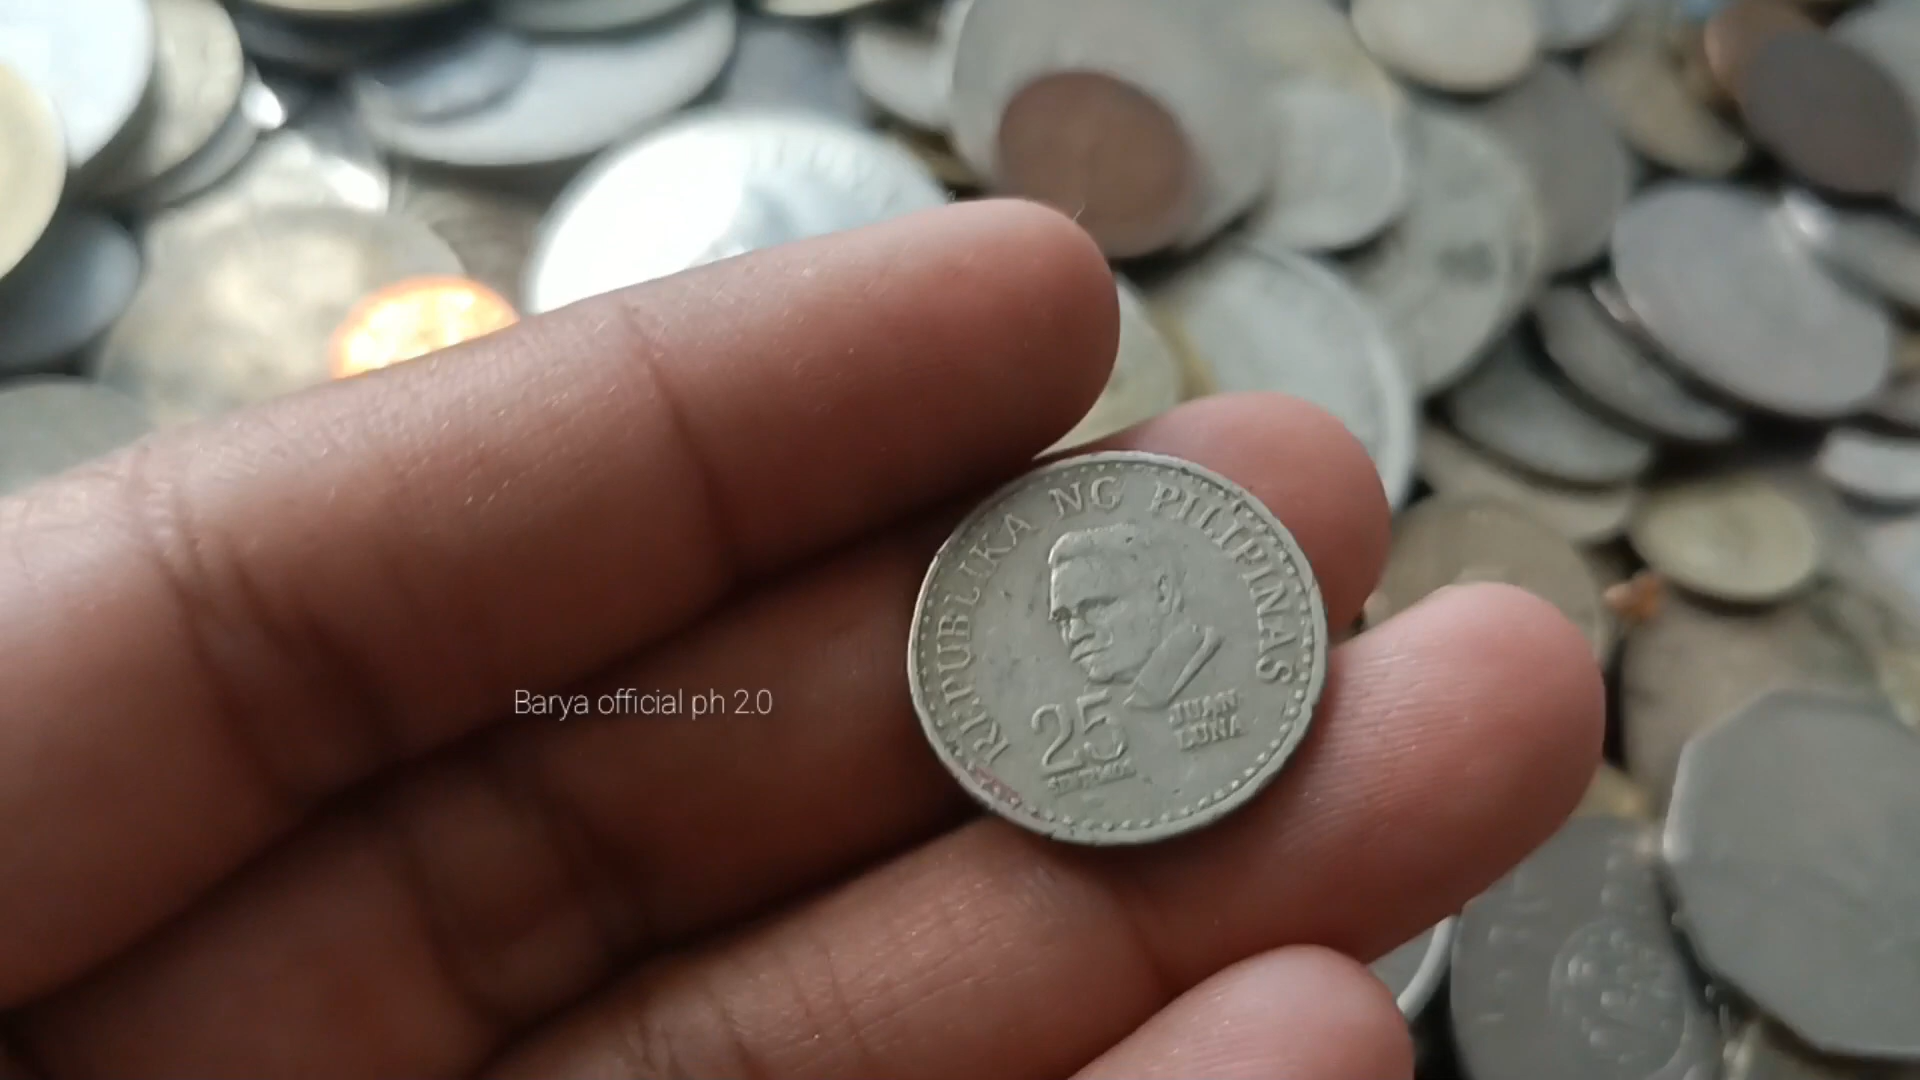 REPUBLIKA NG PILIPINAS
25
SENTIMOS
JUAN
LUNA
Barya official ph 2.0